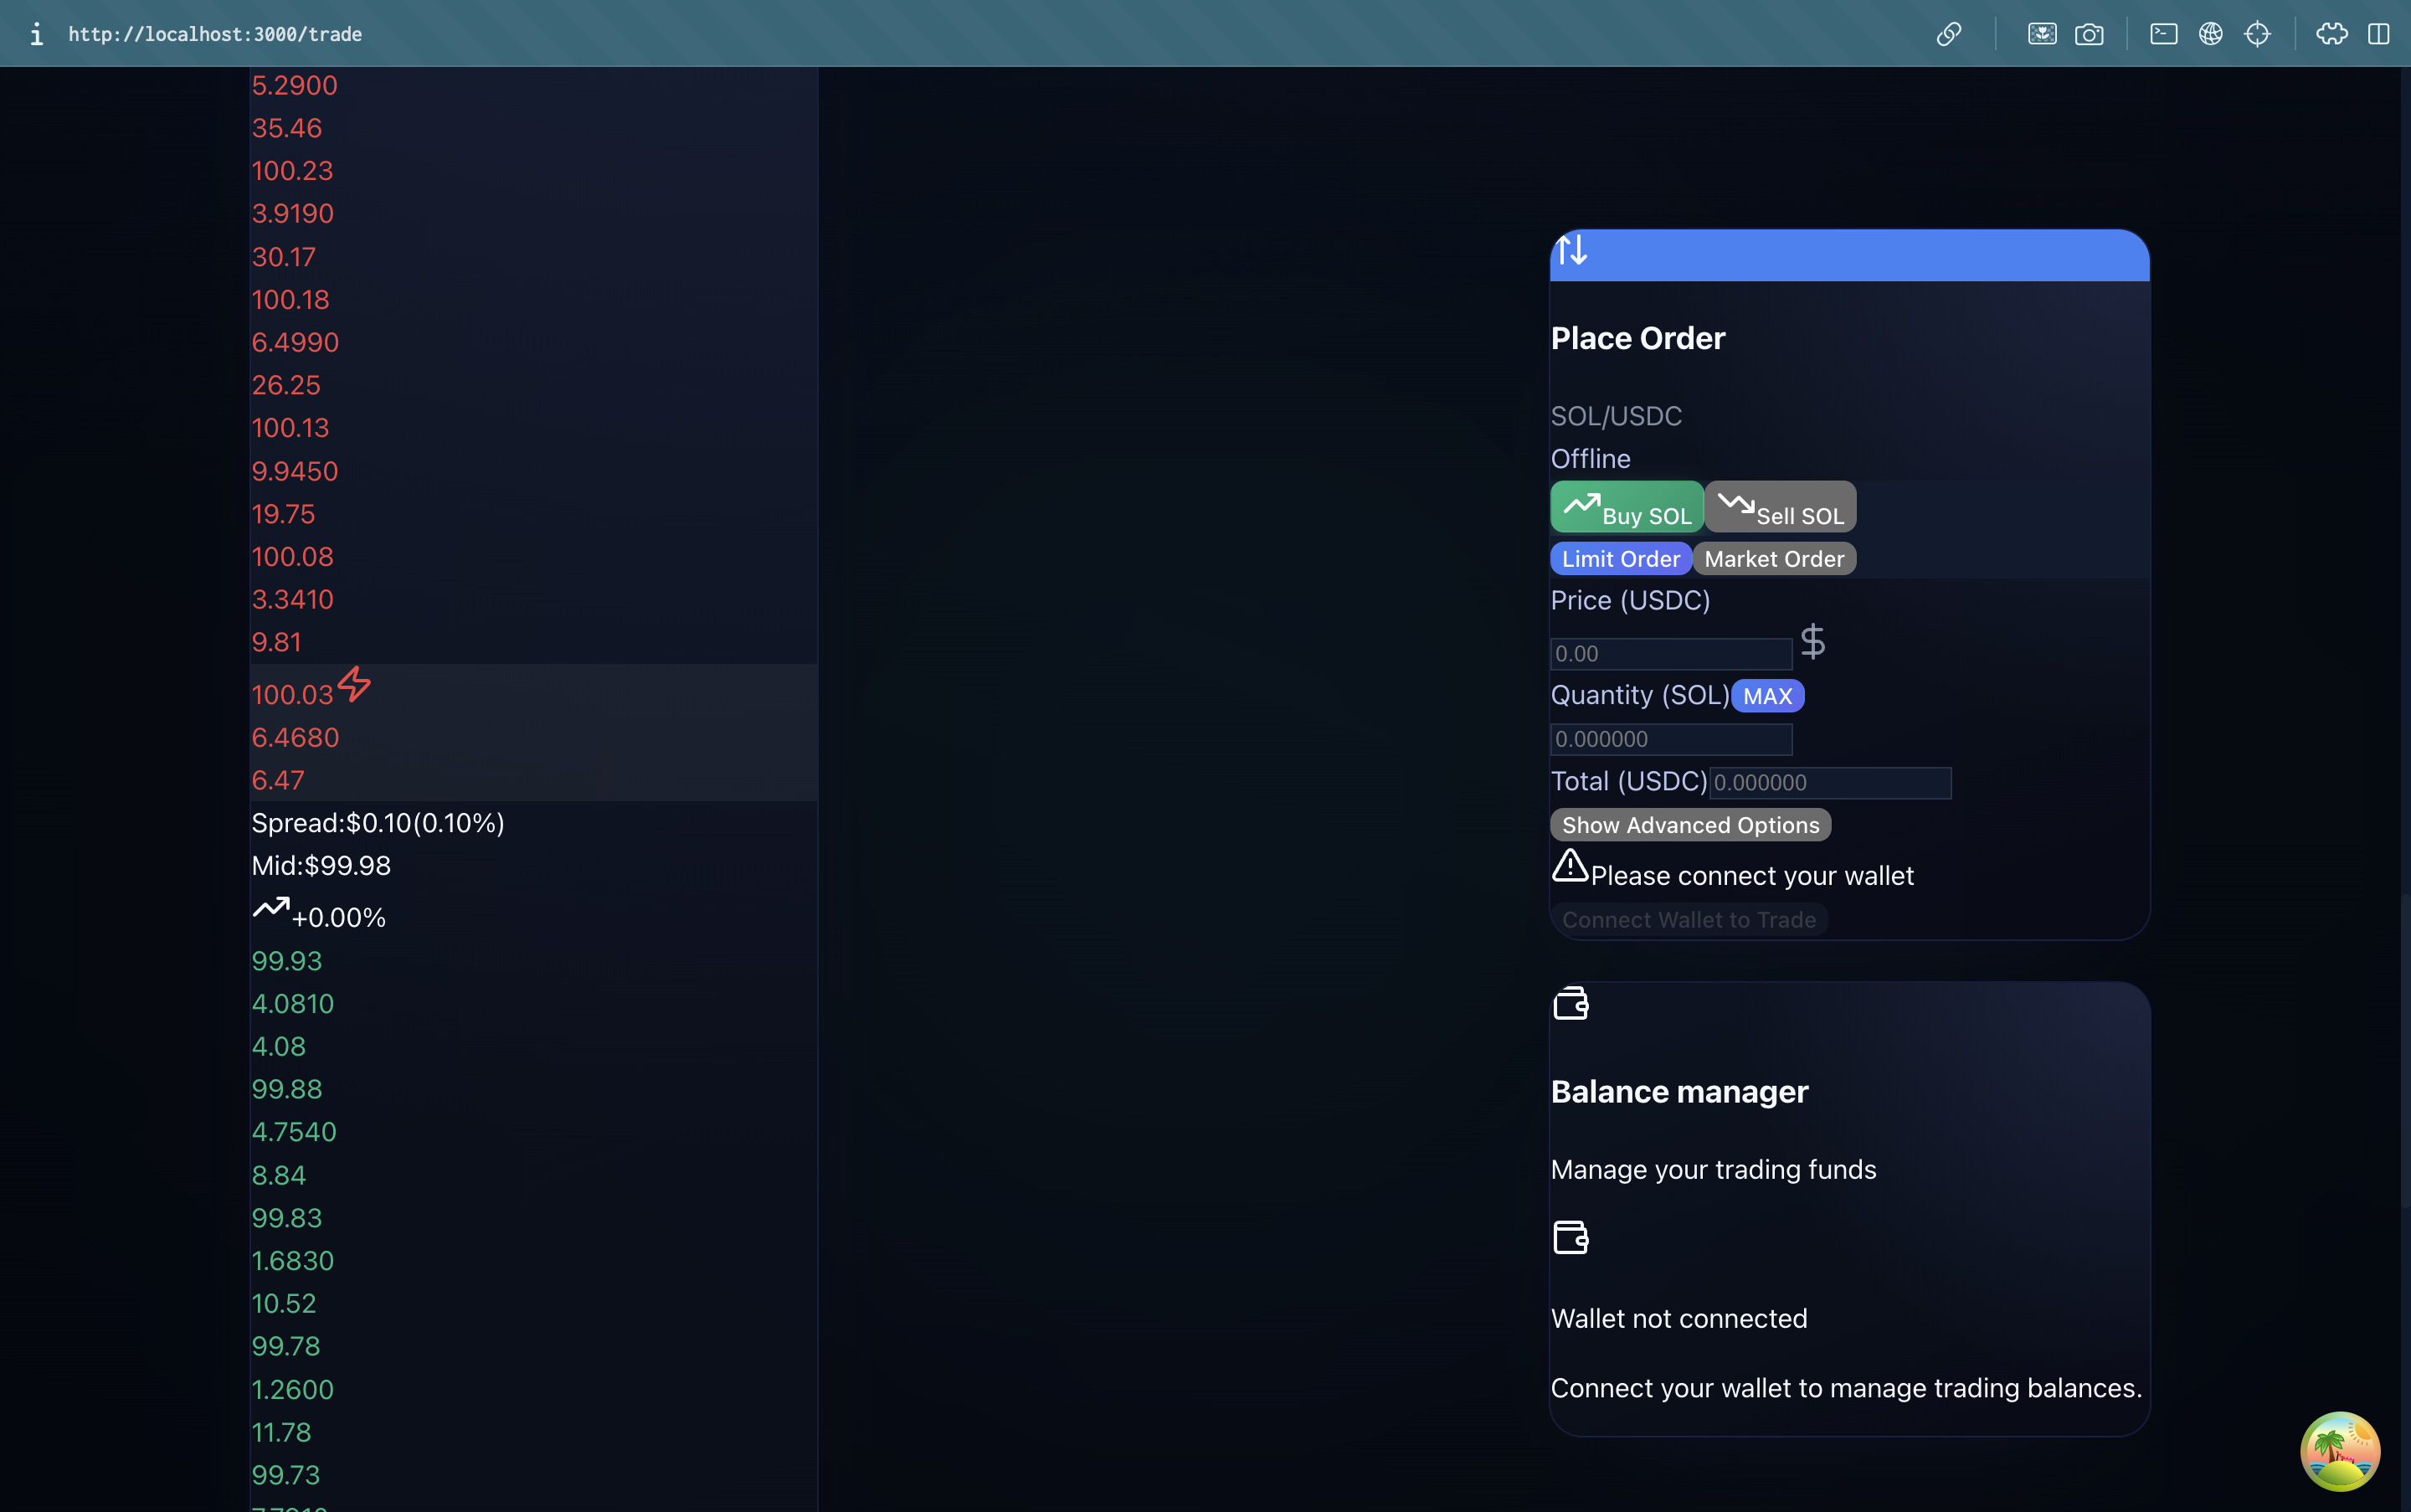 i http://localhost:3000/trade
5.2900
35.46
100.23
3.9190
30.17
100.18
6.4990
26.25
100.13
9.9450
19.75
100.08
3.3410
9.81
100.03
6.4680
6.47
Spread:$0.10(0.10%)
Mid:$99.98
+0.00%
99.93
4.0810
4.08
99.88
4.7540
8.84
99.83
1.6830
10.52
99.78
1.2600
11.78
99.73
Place Order
SOL/USDC
Offline
Buy SOL Sell SOL
Limit Order Market Order
Price (USDC)
0.00 $
Quantity (SOL) MAX
0.000000
Total (USDC) 0.000000
Show Advanced Options
Please connect your wallet
Connect Wallet to Trade
Balance manager
Manage your trading funds
Wallet not connected
Connect your wallet to manage trading balances.